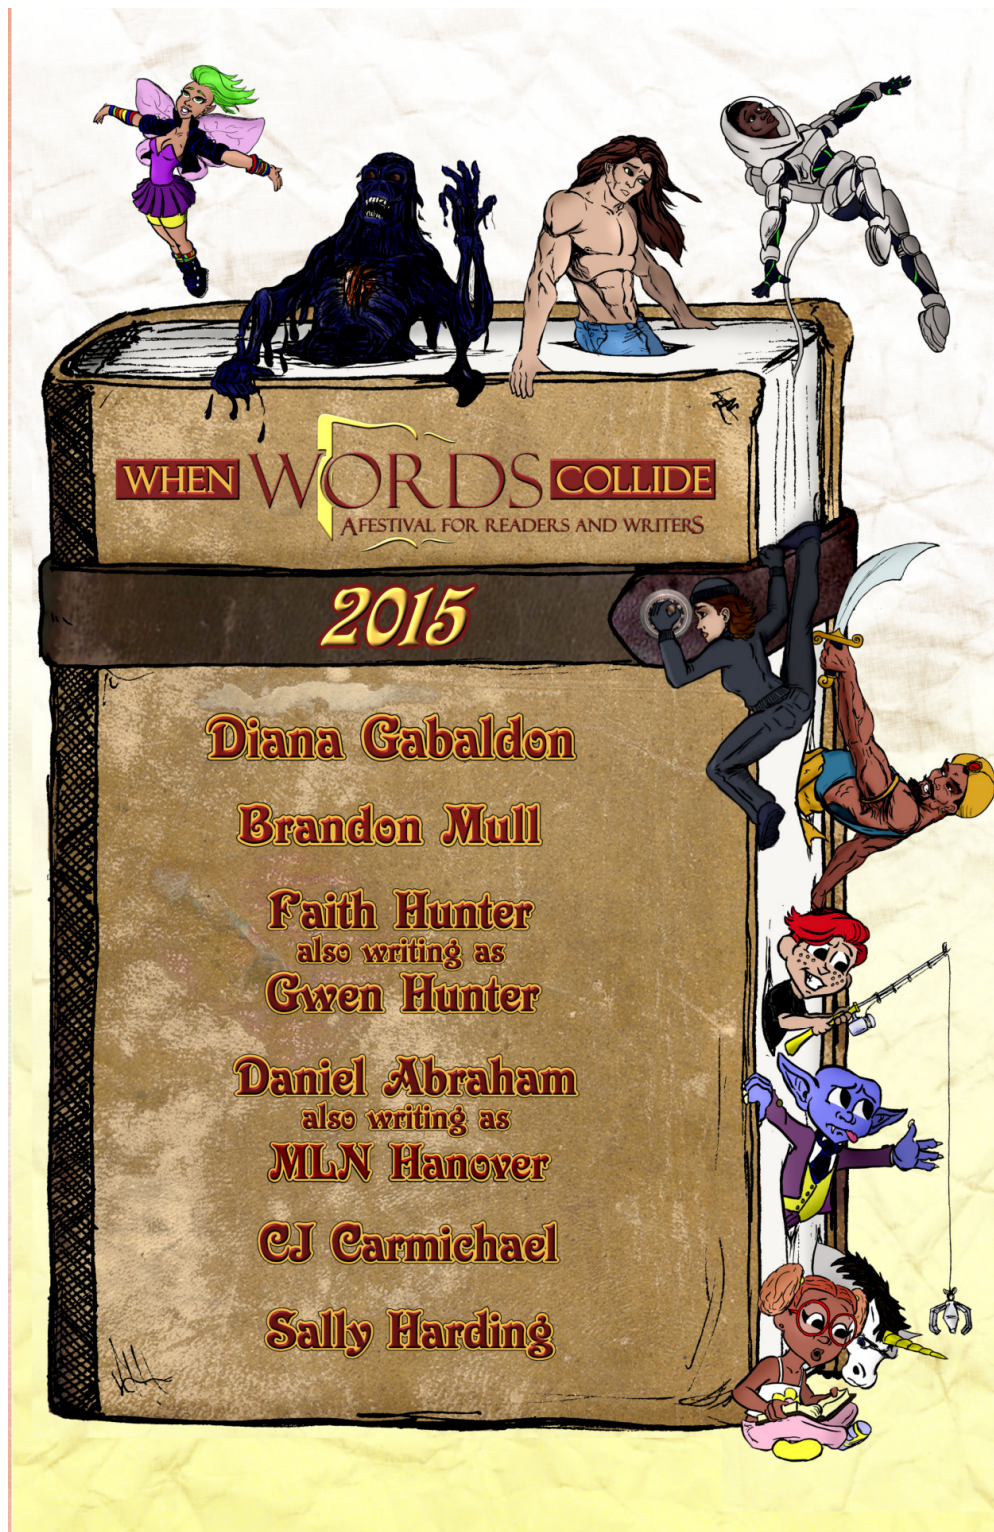 WHEN WORDS COLLIDE
A FESTIVAL FOR READERS AND WRITERS
2015
Diana Gabaldon
Brandon Mull
Faith Hunter
also writing as
Gwen Hunter
Daniel Abraham
also writing as
MLN Hanover
CJ Carmichael
Sally Harding